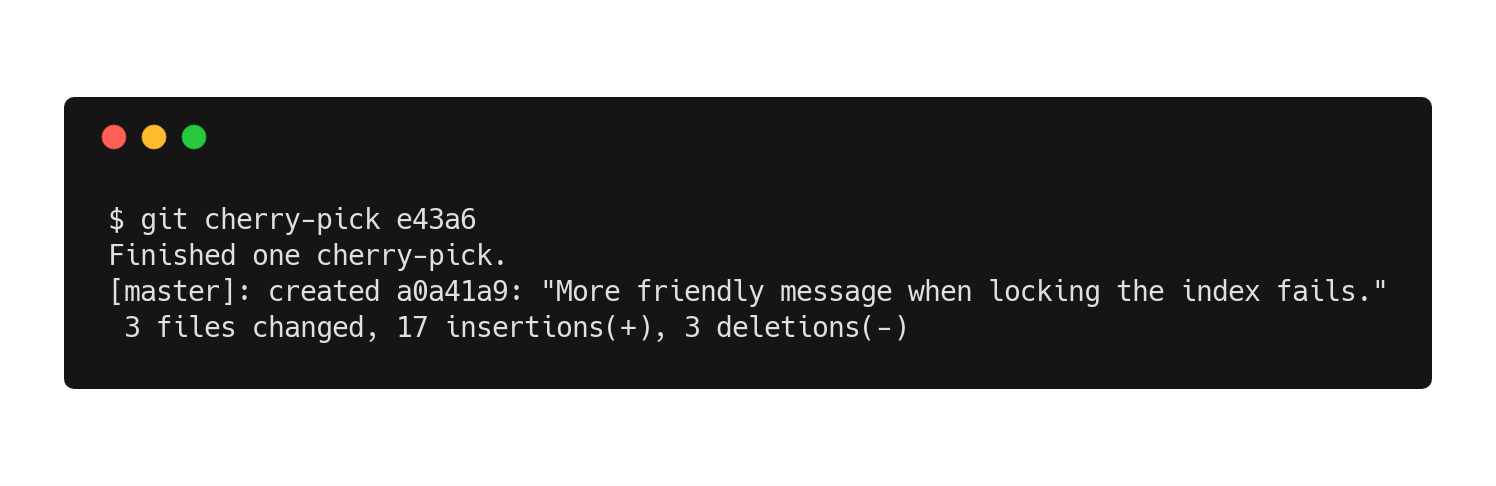 $ git cherry-pick e43a6
Finished one cherry-pick.
[master]: created a0a41a9: "More friendly message when locking the index fails."
 3 files changed, 17 insertions(+), 3 deletions(-)